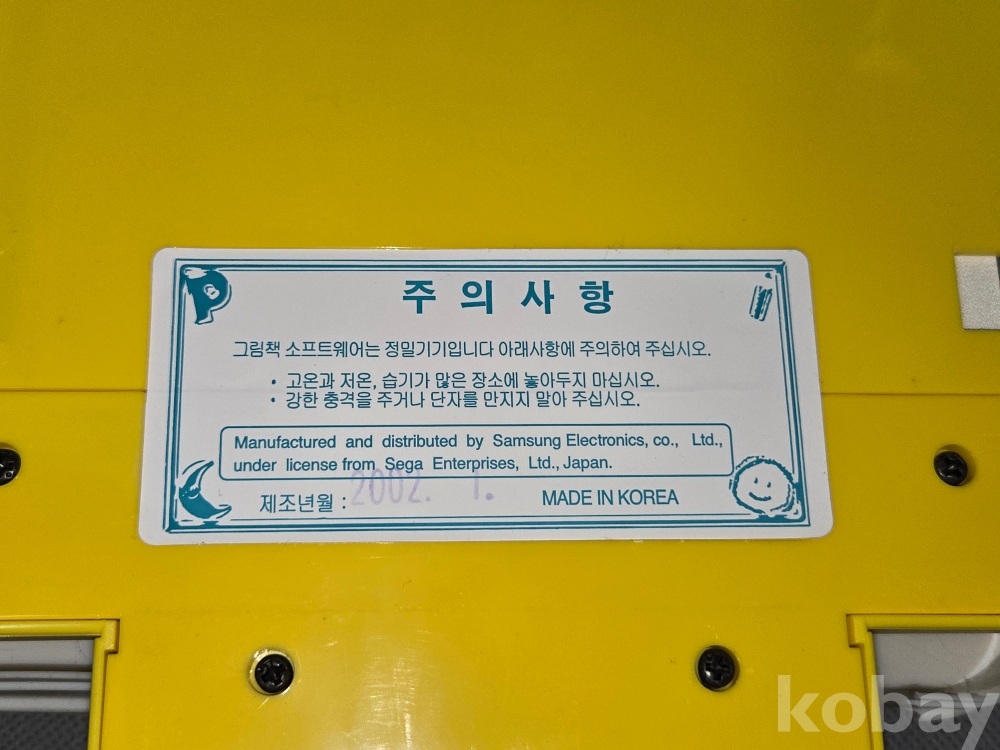 주의사항
그림책 소프트웨어는 정밀기기입니다 아래사항에 주의하여 주십시오.
• 고온과 저온, 습기가 많은 장소에 놓아두지 마십시오.
• 강한 충격을 주거나 단자를 만지지 말아 주십시오.
Manufactured and distributed by Samsung Electronics, co., Ltd.,
under license from Sega Enterprises, Ltd., Japan.
제조년월 : 2002. 1. MADE IN KOREA
kobay